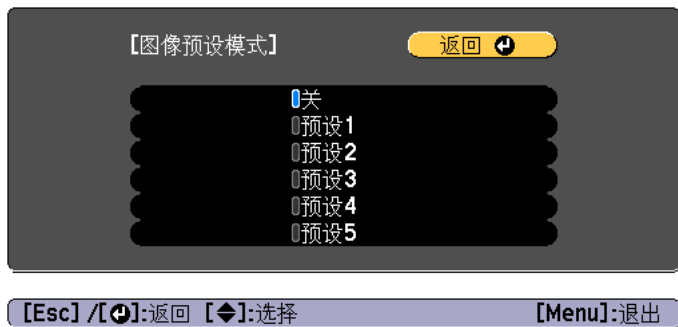 【图像预设模式】 返回
关
预设1
预设2
预设3
预设4
预设5
[Esc] /[ ]:返回 [ ]:选择 [Menu]:退出